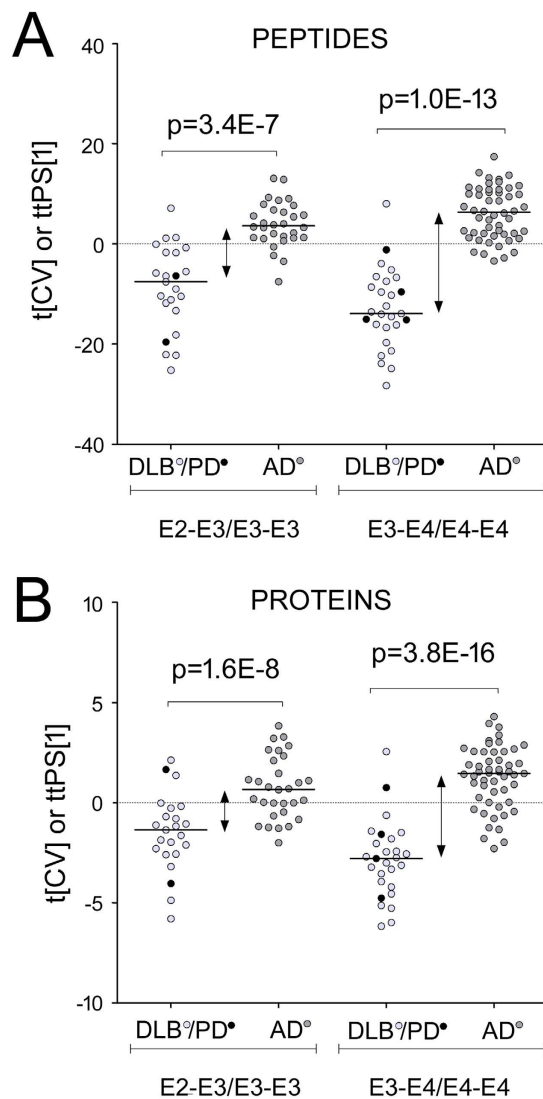 A
PEPTIDES
t[CV] or ttPS[1]
40
20
0
-20
-40
p=3.4E-7
p=1.0E-13
DLB/PD
AD
DLB/PD
AD
E2-E3/E3-E3
E3-E4/E4-E4
B
PROTEINS
t[CV] or ttPS[1]
10
5
0
-5
-10
p=1.6E-8
p=3.8E-16
DLB/PD
AD
DLB/PD
AD
E2-E3/E3-E3
E3-E4/E4-E4